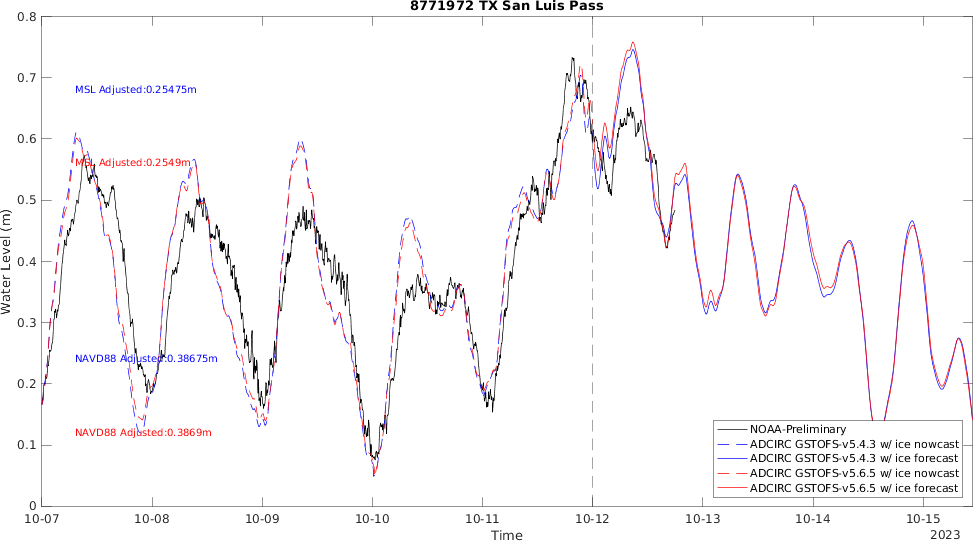 8771972 TX San Luis Pass
0.8
0.7
0.6
0.5
0.4
0.3
0.2
0.1
0
Water Level (m)
MSL Adjusted:0.25475m
MSL Adjusted:0.2549m
NAVD88 Adjusted:0.38675m
NAVD88 Adjusted:0.3869m
NOAA-Preliminary
ADCIRC GSTOFS-v5.4.3 w/ ice nowcast
ADCIRC GSTOFS-v5.4.3 w/ ice forecast
ADCIRC GSTOFS-v5.6.5 w/ ice nowcast
ADCIRC GSTOFS-v5.6.5 w/ ice forecast
10-07 10-08 10-09 10-10 10-11 10-12 10-13 10-14 10-15
Time
2023